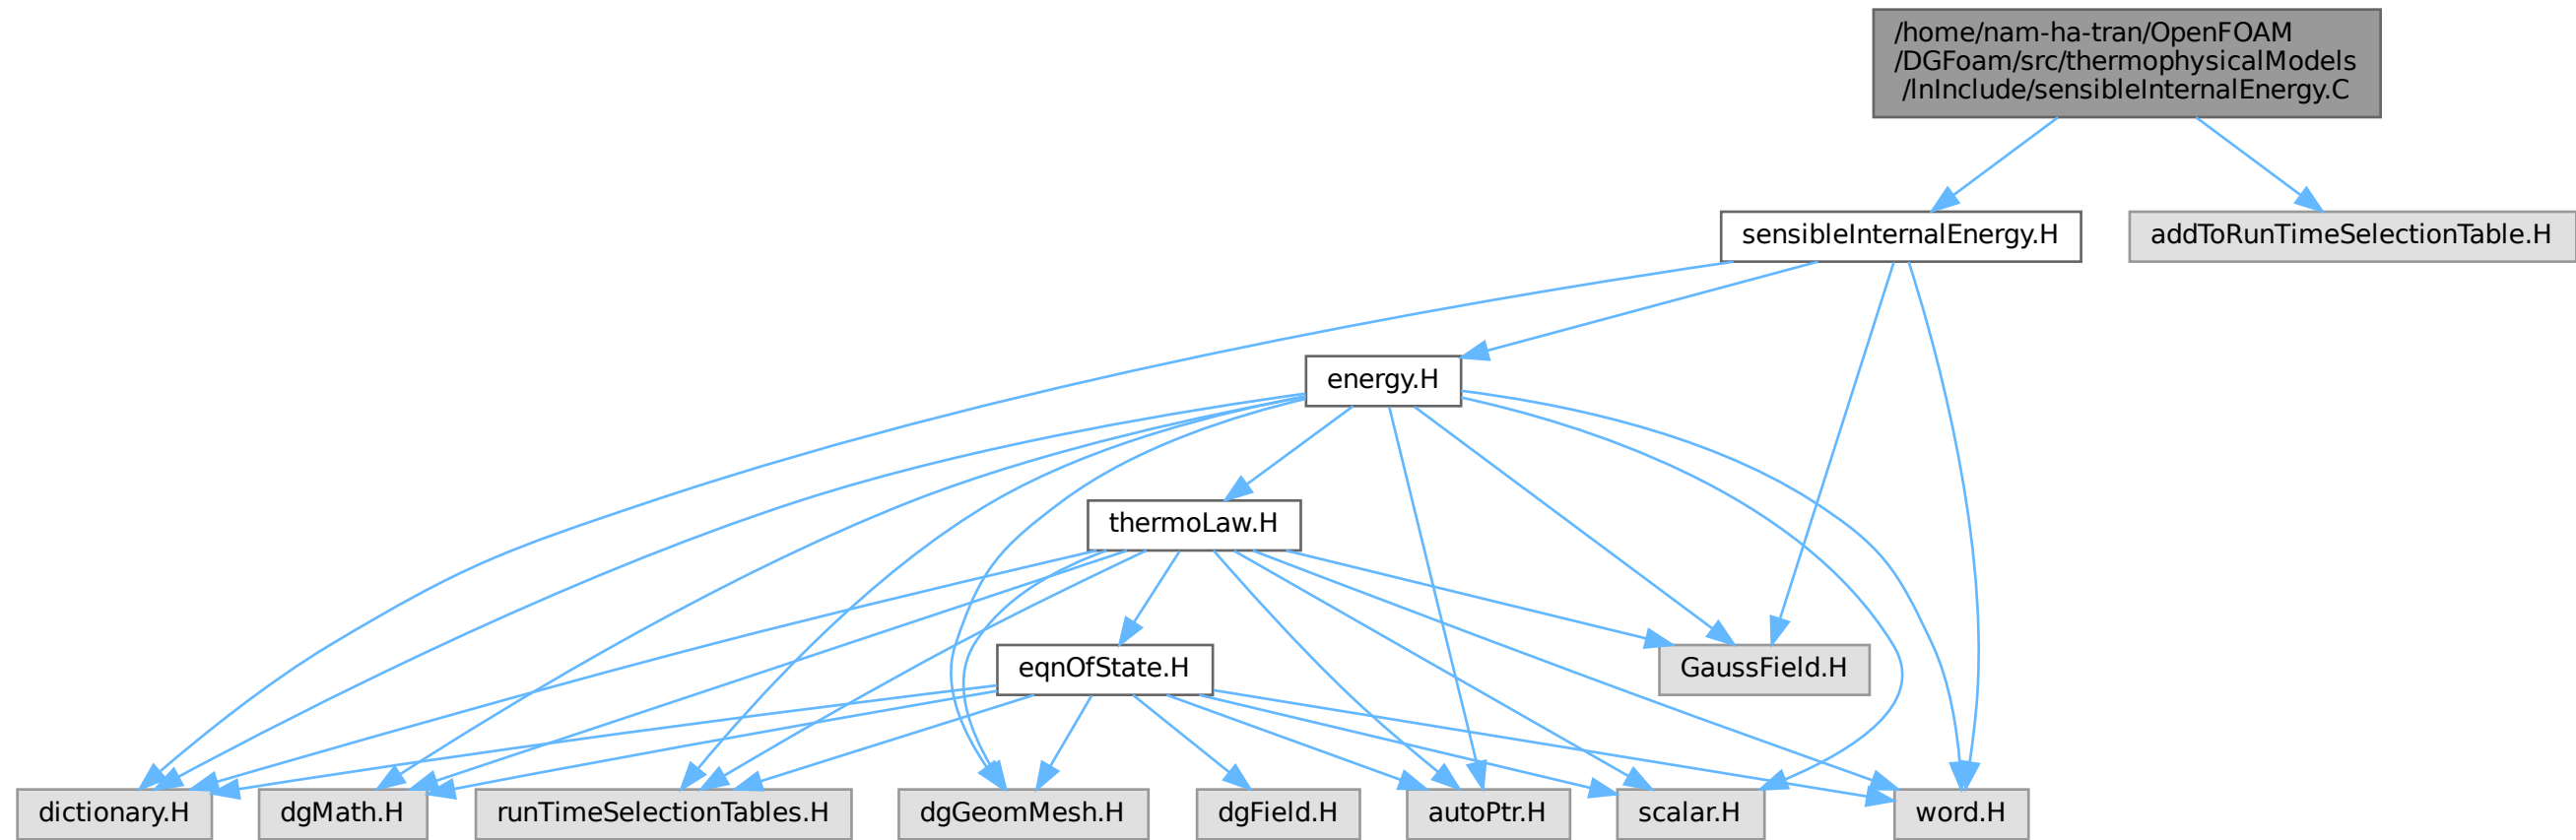 /home/nam-ha-tran/OpenFOAM
/DGFoam/src/thermophysicalModels
/lnInclude/sensibleInternalEnergy.C
sensibleInternalEnergy.H
addToRunTimeSelectionTable.H
energy.H
thermoLaw.H
eqnOfState.H
GaussField.H
dictionary.H
dgMath.H
runTimeSelectionTables.H
dgGeomMesh.H
dgField.H
autoPtr.H
scalar.H
word.H